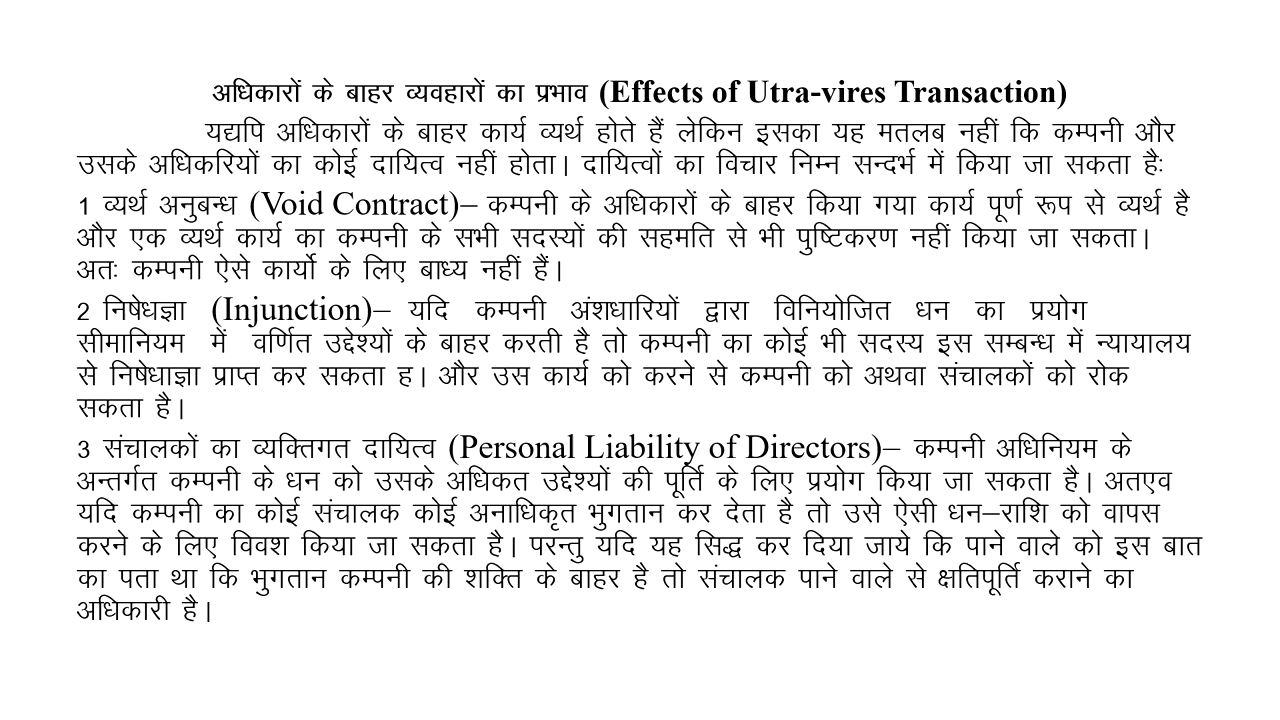 अधिकारों के बाहर व्यवहारों का प्रभाव (Effects of Utra-vires Transaction)
यद्यपि अधिकारों के बाहर कार्य व्यर्थ होते हैं लेकिन इसका यह मतलब नहीं कि कम्पनी और
उसके अधिकरियों का कोई दायित्व नहीं होता। दायित्वों का विचार निम्न सन्दर्भ में किया जा सकता हैः
1 व्यर्थ अनुबन्ध (Void Contract)– कम्पनी के अधिकारों के बाहर किया गया कार्य पूर्ण रूप से व्यर्थ है
और एक व्यर्थ कार्य का कम्पनी के सभी सदस्यों की सहमति से भी पुष्टिकरण नहीं किया जा सकता।
अतः कम्पनी ऐसे कार्यो के लिए बाध्य नहीं हैं।
2 निषेधज्ञा (Injunction)– यदि कम्पनी अंशधारियों द्वारा विनियोजित धन का प्रयोग
सीमानियम में वर्णित उद्देश्यों के बाहर करती है तो कम्पनी का कोई भी सदस्य इस सम्बन्ध में न्यायालय
से निषेधाज्ञा प्राप्त कर सकता ह। और उस कार्य को करने से कम्पनी को अथवा संचालकों को रोक
सकता है।
3 संचालकों का व्यक्तिगत दायित्व (Personal Liability of Directors)– कम्पनी अधिनियम के
अन्तर्गत कम्पनी के धन को उसके अधिकत उद्देश्यों की पूर्ति के लिए प्रयोग किया जा सकता है। अतएव
यदि कम्पनी का कोई संचालक कोई अनाधिकृत भुगतान कर देता है तो उसे ऐसी धन–राशि को वापस
करने के लिए विवश किया जा सकता है। परन्तु यदि यह सिद्ध कर दिया जाये कि पाने वाले को इस बात
का पता था कि भुगतान कम्पनी की शक्ति के बाहर है तो संचालक पाने वाले से क्षतिपूर्ति कराने का
अधिकारी है।